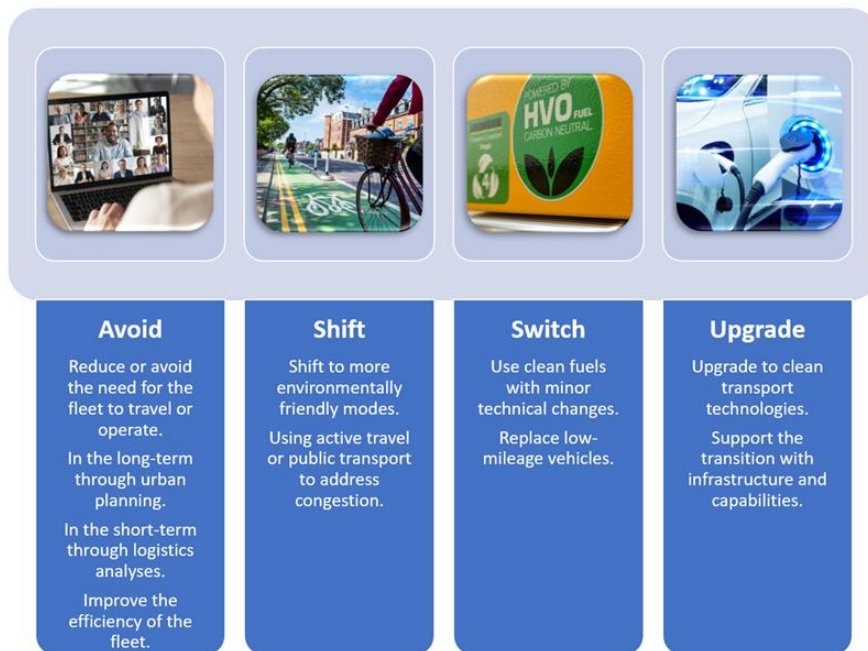 POWERED BY
HVO FUEL
CARBON NEUTRAL
4
Avoid
Reduce or avoid
the need for the
fleet to travel or
operate.
In the long-term
through urban
planning.
In the short-term
through logistics
analyses.
Improve the
efficiency of the
fleet.
Shift
Shift to more
environmentally
friendly modes.
Using active travel
or public transport
to address
congestion.
Switch
Use clean fuels
with minor
technical changes.
Replace low-
mileage vehicles.
Upgrade
Upgrade to clean
transport
technologies.
Support the
transition with
infrastructure and
capabilities.